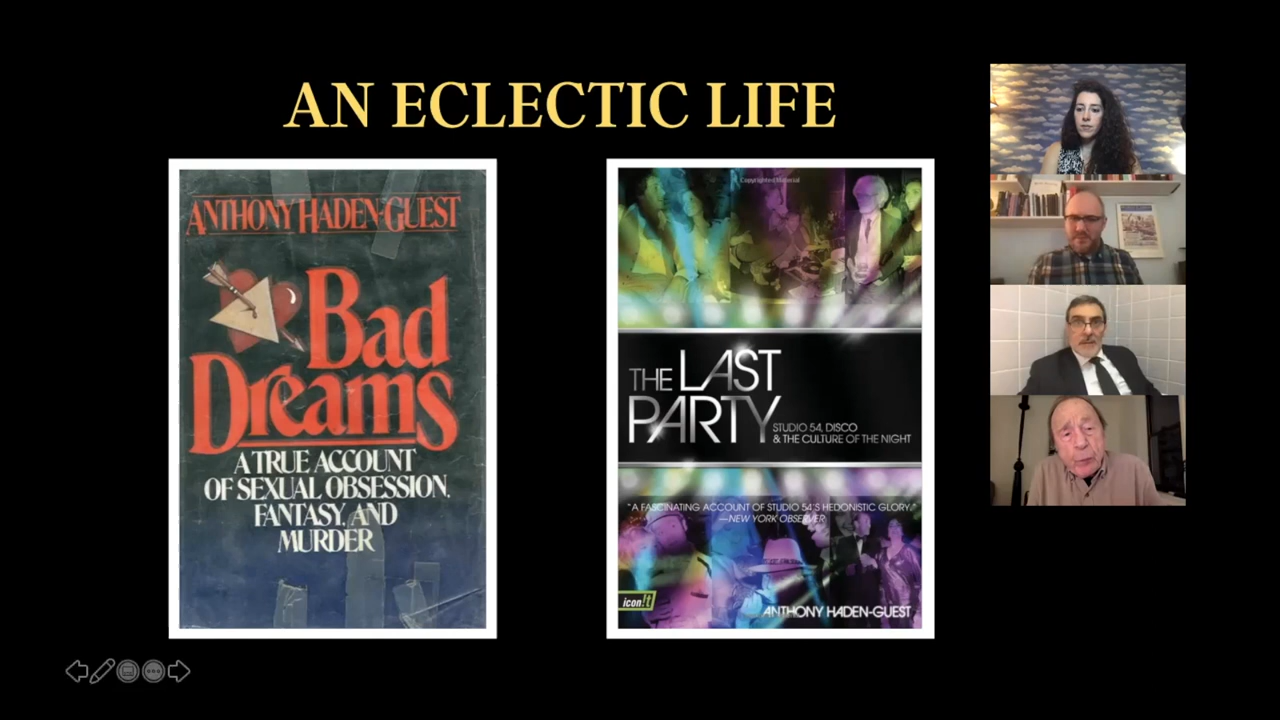 AN ECLECTIC LIFE
ANTHONY HADEN-GUEST
Bad
Dreams
A TRUE ACCOUNT
OF SEXUAL OBSESSION,
FANTASY, AND
MURDER
Copyrighted Material
THE LAST
PARTY
STUDIO 54, DISCO
& THE CULTURE OF THE NIGHT
"A FASCINATING ACCOUNT OF STUDIO 54'S HEDONISTIC GLORY."
—NEW YORK OBSERVER
icon!t
ANTHONY HADEN-GUEST